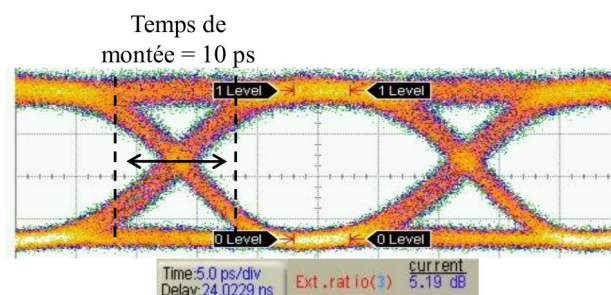 Temps de
montée = 10 ps
1 Level 1 Level
0 Level 0 Level
Time:5.0 ps/div
Delay:24.0229 ns
current
Ext.ratio(3) 5.19 dB